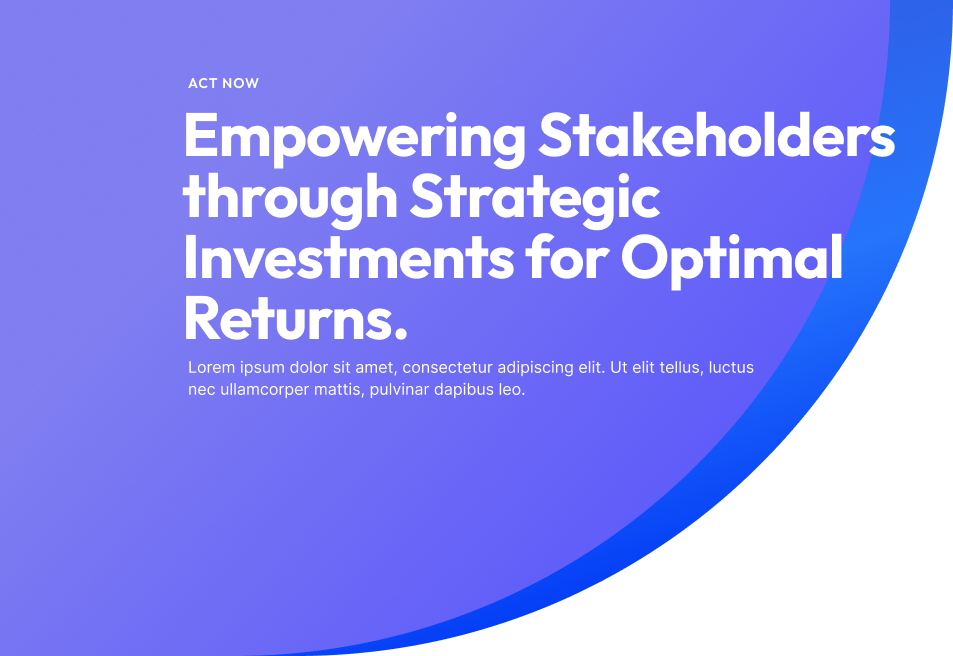 ACT NOW
Empowering Stakeholders
through Strategic
Investments for Optimal
Returns.
Lorem ipsum dolor sit amet, consectetur adipiscing elit. Ut elit tellus, luctus
nec ullamcorper mattis, pulvinar dapibus leo.